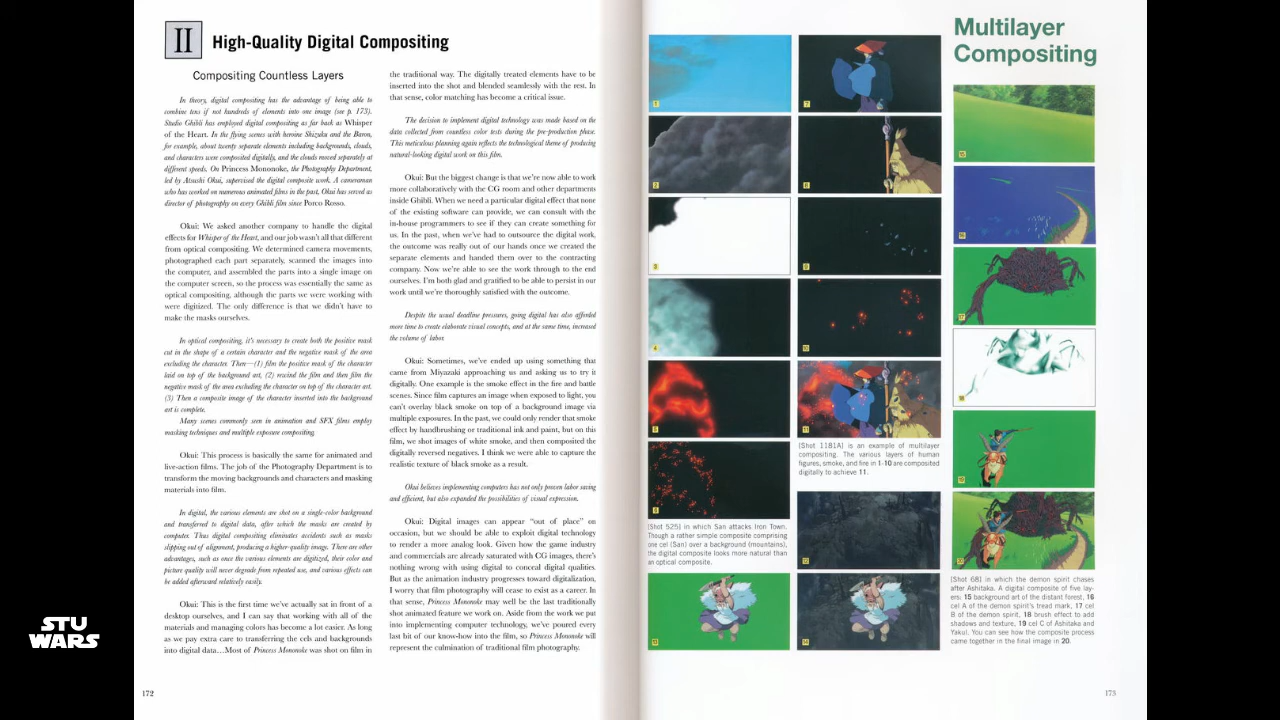 II
High-Quality Digital Compositing
Compositing Countless Layers
In theory, digital compositing has the advantage of being able to
combine tens if not hundreds of elements into one image (see p. 173).
Studio Ghibli has employed digital compositing as far back as Whisper
of the Heart. In the flying scenes with heroine Shizuku and the Baron,
for example, about twenty separate elements including backgrounds, clouds,
and characters were composited digitally, and the clouds moved separately at
different speeds. On Princess Mononoke, the Photography Department,
led by Atsushi Okui, supervised the digital composite work. A cameraman
who has worked on numerous animated films in the past, Okui has served as
director of photography on every Ghibli film since Porco Rosso.
Okui: We asked another company to handle the digital
effects for Whisper of the Heart, and our job wasn't all that different
from optical compositing. We determined camera movements,
photographed each part separately, scanned the images into
the computer, and assembled the parts into a single image on
the computer screen, so the process was essentially the same as
optical compositing, although the parts we were working with
were digitized. The only difference is that we didn't have to
make the masks ourselves.
In optical compositing, it's necessary to create both the positive mask
cut in the shape of a certain character and the negative mask of the area
excluding the character. Then—(1) film the positive mask of the character
laid on top of the background art, (2) rewind the film and then film the
negative mask of the area excluding the character on top of the character art.
(3) Then a composite image of the character inserted into the background
art is complete.
Many scenes commonly seen in animation and SFX films employ
masking techniques and multiple exposure compositing.
Okui: This process is basically the same for animated and
live-action films. The job of the Photography Department is to
transform the moving backgrounds and characters and masking
materials into film.
In digital, the various elements are shot on a single-color background
and transferred to digital data, after which the masks are created by
computer. Thus digital compositing eliminates accidents such as masks
slipping out of alignment, producing a higher-quality image. There are other
advantages, such as once the various elements are digitized, their color and
picture quality will never degrade from repeated use, and various effects can
be added afterward relatively easily.
Okui: This is the first time we've actually sat in front of a
desktop ourselves, and I can say that working with all of the
materials and managing colors has become a lot easier. As long
as we pay extra care to transferring the cels and backgrounds
into digital data…Most of Princess Mononoke was shot on film in
the traditional way. The digitally treated elements have to be
inserted into the shot and blended seamlessly with the rest. In
that sense, color matching has become a critical issue.
The decision to implement digital technology was made based on the
data collected from countless color tests during the pre-production phase.
This meticulous planning again reflects the technological theme of producing
natural-looking digital work on this film.
Okui: But the biggest change is that we're now able to work
more collaboratively with the CG room and other departments
inside Ghibli. When we need a particular digital effect that none
of the existing software can provide, we can consult with the
in-house programmers to see if they can create something for
us. In the past, when we've had to outsource the digital work,
the outcome was really out of our hands once we created the
separate elements and handed them over to the contracting
company. Now we're able to see the work through to the end
ourselves. I'm both glad and gratified to be able to persist in our
work until we're thoroughly satisfied with the outcome.
Despite the usual deadline pressures, going digital has also afforded
more time to create elaborate visual concepts, and at the same time, increased
the volume of labor.
Okui: Sometimes, we've ended up using something that
came from Miyazaki approaching us and asking us to try it
digitally. One example is the smoke effect in the fire and battle
scenes. Since film captures an image when exposed to light, you
can't overlay black smoke on top of a background image via
multiple exposures. In the past, we could only render that smoke
effect by handbrushing or traditional ink and paint, but on this
film, we shot images of white smoke, and then composited the
digitally reversed negatives. I think we were able to capture the
realistic texture of black smoke as a result.
Okui believes implementing computers has not only proven labor saving
and efficient, but also expanded the possibilities of visual expression.
Okui: Digital images can appear "out of place" on
occasion, but we should be able to exploit digital technology
to render a more analog look. Given how the game industry
and commercials are already saturated with CG images, there's
nothing wrong with using digital to conceal digital qualities.
But as the animation industry progresses toward digitalization,
I worry that film photography will cease to exist as a career. In
that sense, Princess Mononoke may well be the last traditionally
shot animated feature we work on. Aside from the work we put
into implementing computer technology, we've poured every
last bit of our know-how into the film, so Princess Mononoke will
represent the culmination of traditional film photography.
172
Multilayer
Compositing
1
2
3
4
5
6
[Shot 525] in which San attacks Iron Town.
Though a rather simple composite comprising
one cel (San) over a background (mountains),
the digital composite looks more natural than
an optical composite.
13
7
8
9
10
11
[Shot 1181A] is an example of multilayer
compositing. The various layers of human
figures, smoke, and fire in 1-10 are composited
digitally to achieve 11.
12
14
15
16
17
18
19
20
[Shot 68] in which the demon spirit chases
after Ashitaka. A digital composite of five lay-
ers: 15 background art of the distant forest, 16
cel A of the demon spirit's tread mark, 17 cel
B of the demon spirit, 18 brush effect to add
shadows and texture, 19 cel C of Ashitaka and
Yakul. You can see how the composite process
came together in the final image in 20.
173
STU
WARS